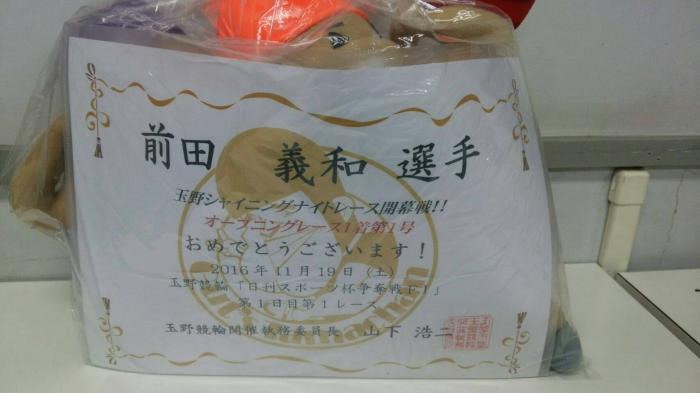 前田 義和 選手
玉野シャイニングナイトレース開幕戦!!
オープニングレース1着第1号
おめでとうございます！
2016年11月19日（土）
玉野競輪「日刊スポーツ杯争奪戦FⅠ」
第1日目第1レース
玉野競輪開催執務委員長 山下 浩二